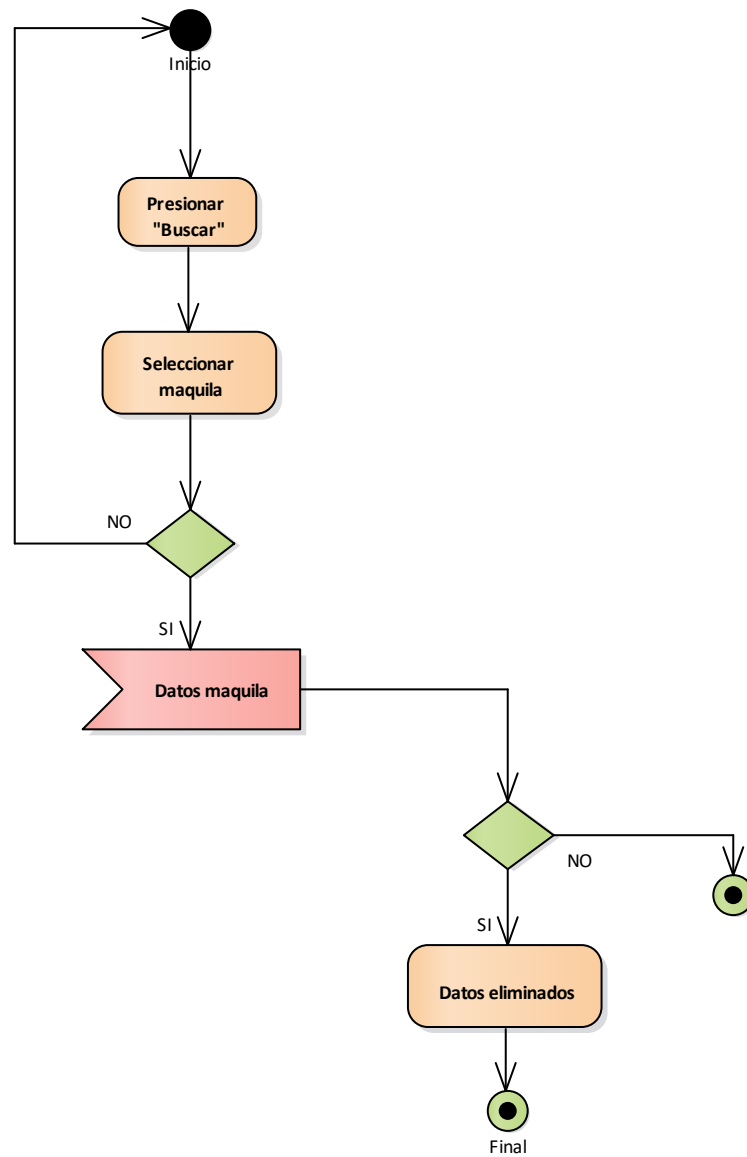 Inicio
Presionar
"Buscar"
Seleccionar
maquila
NO
SI
Datos maquila
NO
SI
Datos eliminados
Final